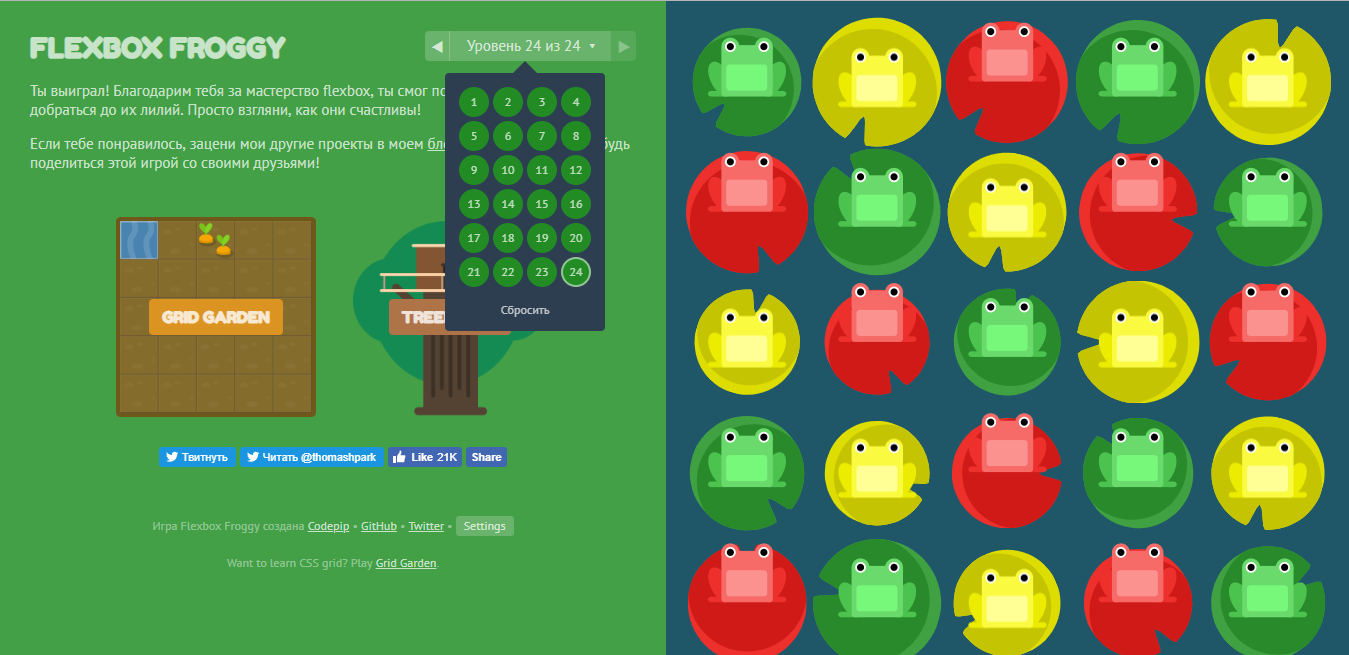 FLEXBOX FROGGY
◀ Уровень 24 из 24 ▾ ▶
Ты выиграл! Благодарим тебя за мастерство flexbox, ты смог по
добраться до их лилий. Просто взгляни, как они счастливы!
Если тебе понравилось, зацени мои другие проекты в моем бло будь
поделиться этой игрой со своими друзьями!
1 2 3 4
5 6 7 8
9 10 11 12
13 14 15 16
17 18 19 20
21 22 23 24
Сбросить
GRID GARDEN
TREE
Твитнуть
Читать @thomashpark
Like 21K
Share
Игра Flexbox Froggy создана Codepip • GitHub • Twitter • Settings
Want to learn CSS grid? Play Grid Garden.